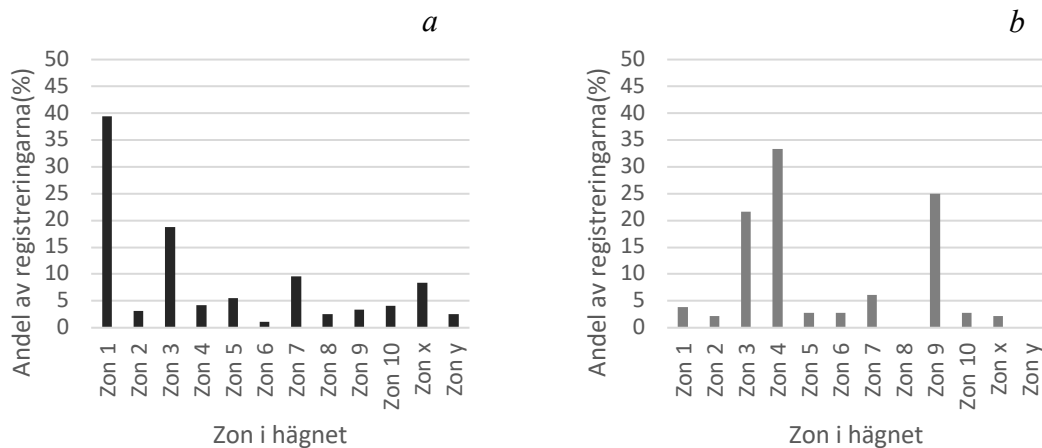 a
50
45
40
35
30
25
20
15
10
5
0
Andel av registreringarna(%)
Zon 1
Zon 2
Zon 3
Zon 4
Zon 5
Zon 6
Zon 7
Zon 8
Zon 9
Zon 10
Zon x
Zon y
Zon i hägnet
b
50
45
40
35
30
25
20
15
10
5
0
Andel av registreringarna(%)
Zon 1
Zon 2
Zon 3
Zon 4
Zon 5
Zon 6
Zon 7
Zon 8
Zon 9
Zon 10
Zon x
Zon y
Zon i hägnet